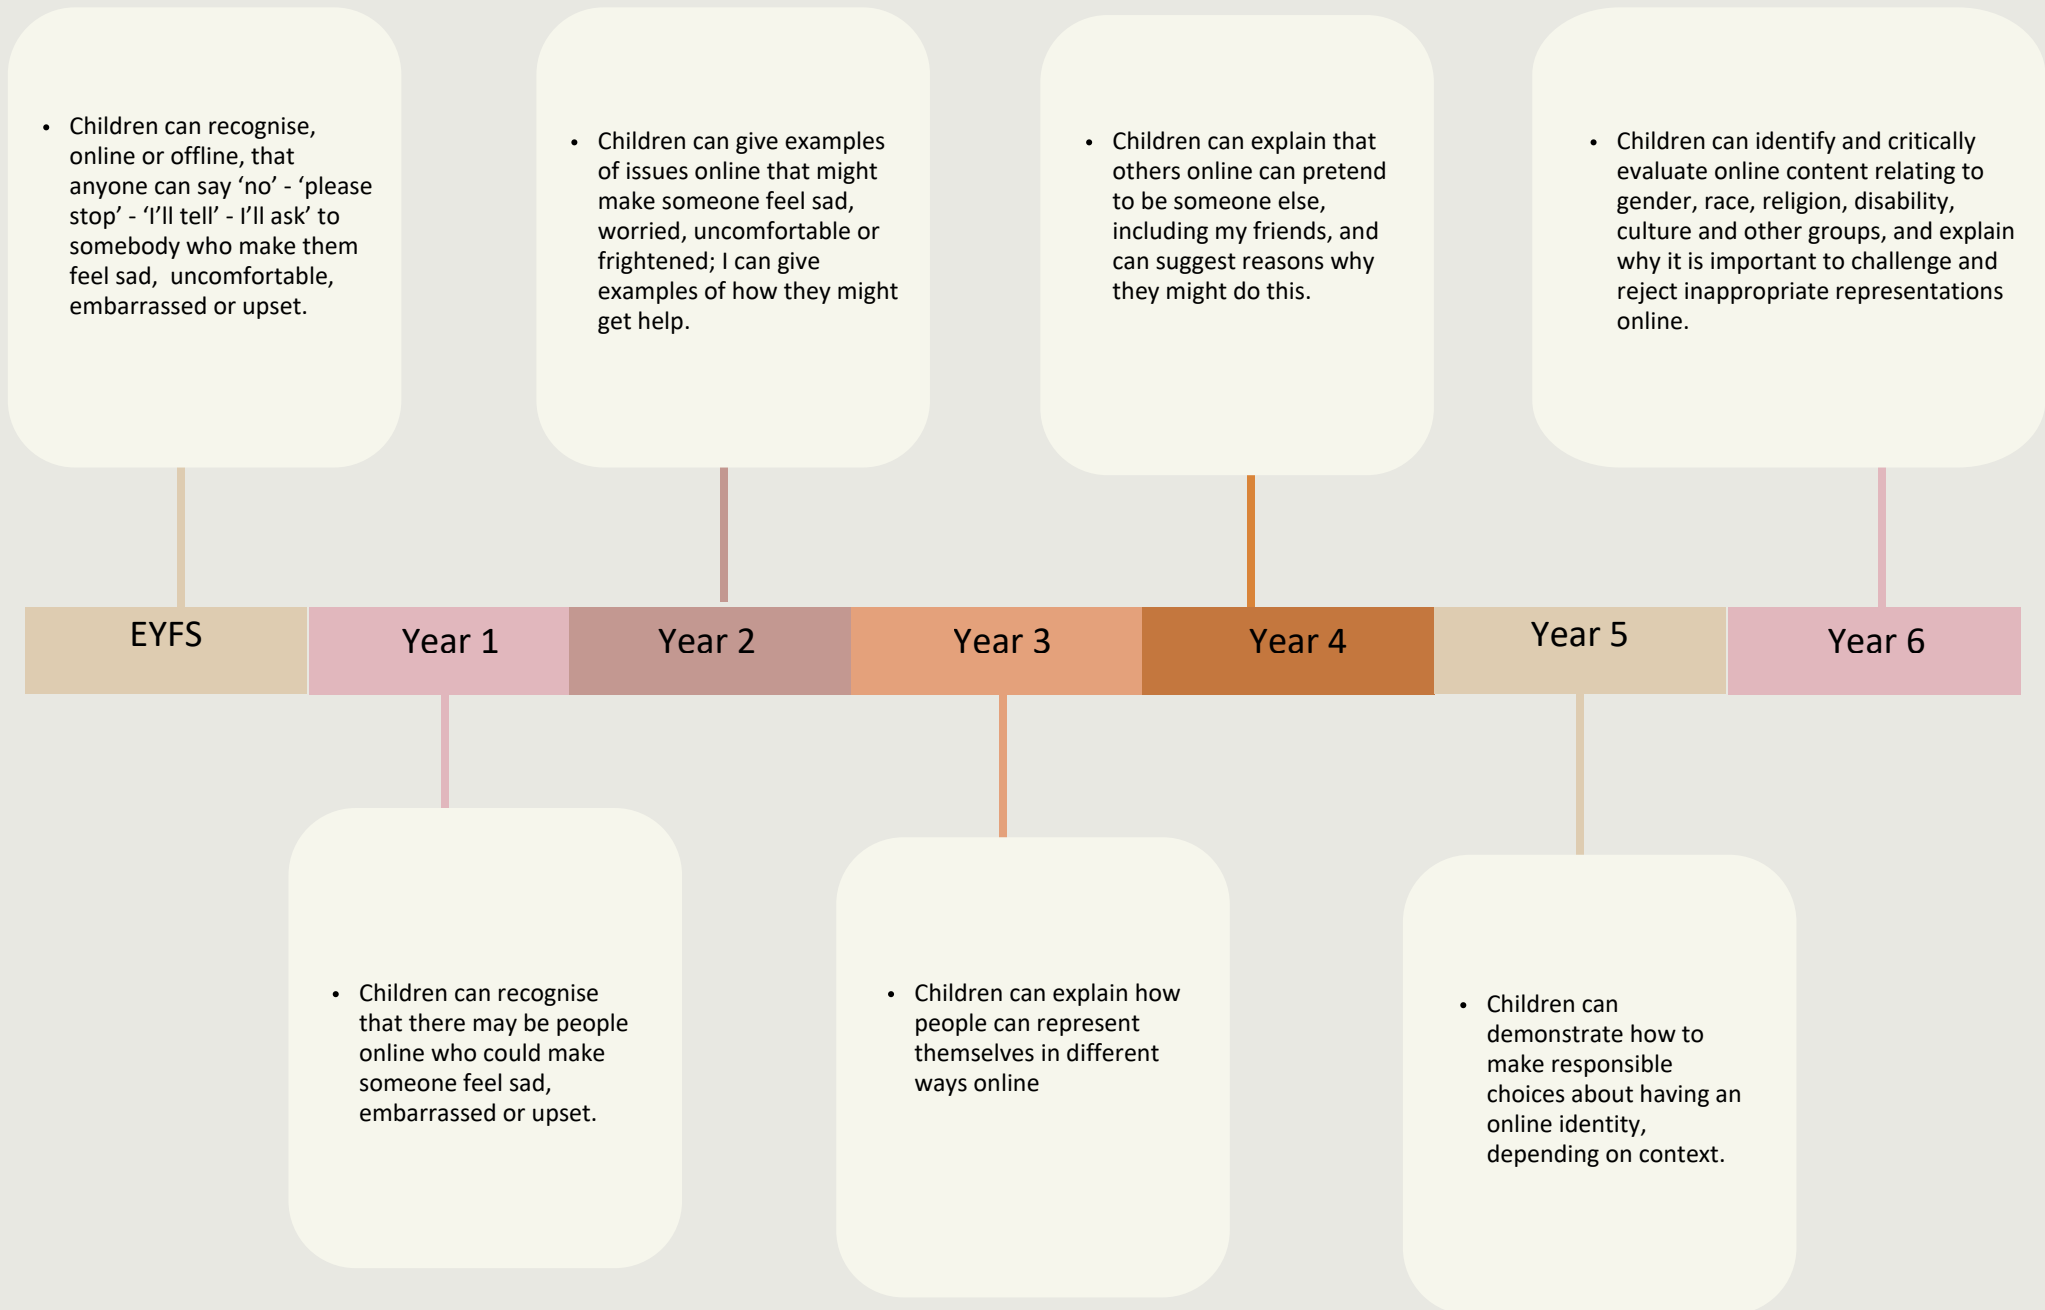 • Children can recognise,
online or offline, that
anyone can say ‘no’ - ‘please
stop’ - ‘I’ll tell’ - I’ll ask’ to
somebody who make them
feel sad, uncomfortable,
embarrassed or upset.
• Children can give examples
of issues online that might
make someone feel sad,
worried, uncomfortable or
frightened; I can give
examples of how they might
get help.
• Children can explain that
others online can pretend
to be someone else,
including my friends, and
can suggest reasons why
they might do this.
• Children can identify and critically
evaluate online content relating to
gender, race, religion, disability,
culture and other groups, and explain
why it is important to challenge and
reject inappropriate representations
online.
EYFS
Year 1
Year 2
Year 3
Year 4
Year 5
Year 6
• Children can recognise
that there may be people
online who could make
someone feel sad,
embarrassed or upset.
• Children can explain how
people can represent
themselves in different
ways online
• Children can
demonstrate how to
make responsible
choices about having an
online identity,
depending on context.